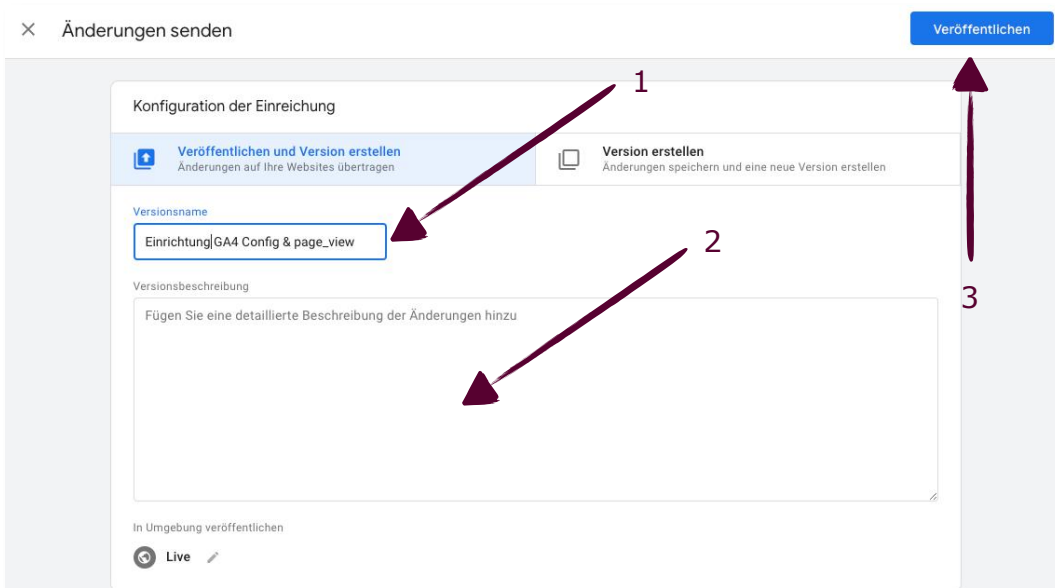 Änderungen senden
Veröffentlichen
1
Konfiguration der Einreichung
Veröffentlichen und Version erstellen
Änderungen auf Ihre Websites übertragen
Version erstellen
Änderungen speichern und eine neue Version erstellen
Versionsname
Einrichtung|GA4 Config & page_view
2
Versionsbeschreibung
3
Fügen Sie eine detaillierte Beschreibung der Änderungen hinzu
In Umgebung veröffentlichen
Live